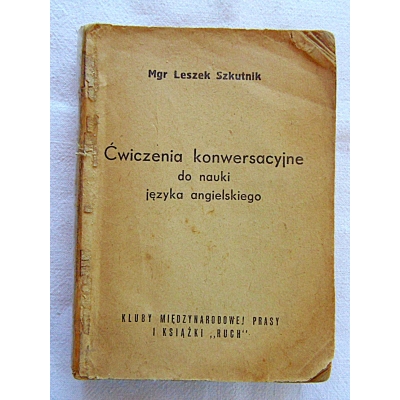 Mgr Leszek Szkutnik
Ćwiczenia konwersacyjne
do nauki
języka angielskiego
KLUBY MIĘDZYNARODOWEJ PRASY
I KSIĄŻKI „RUCH"